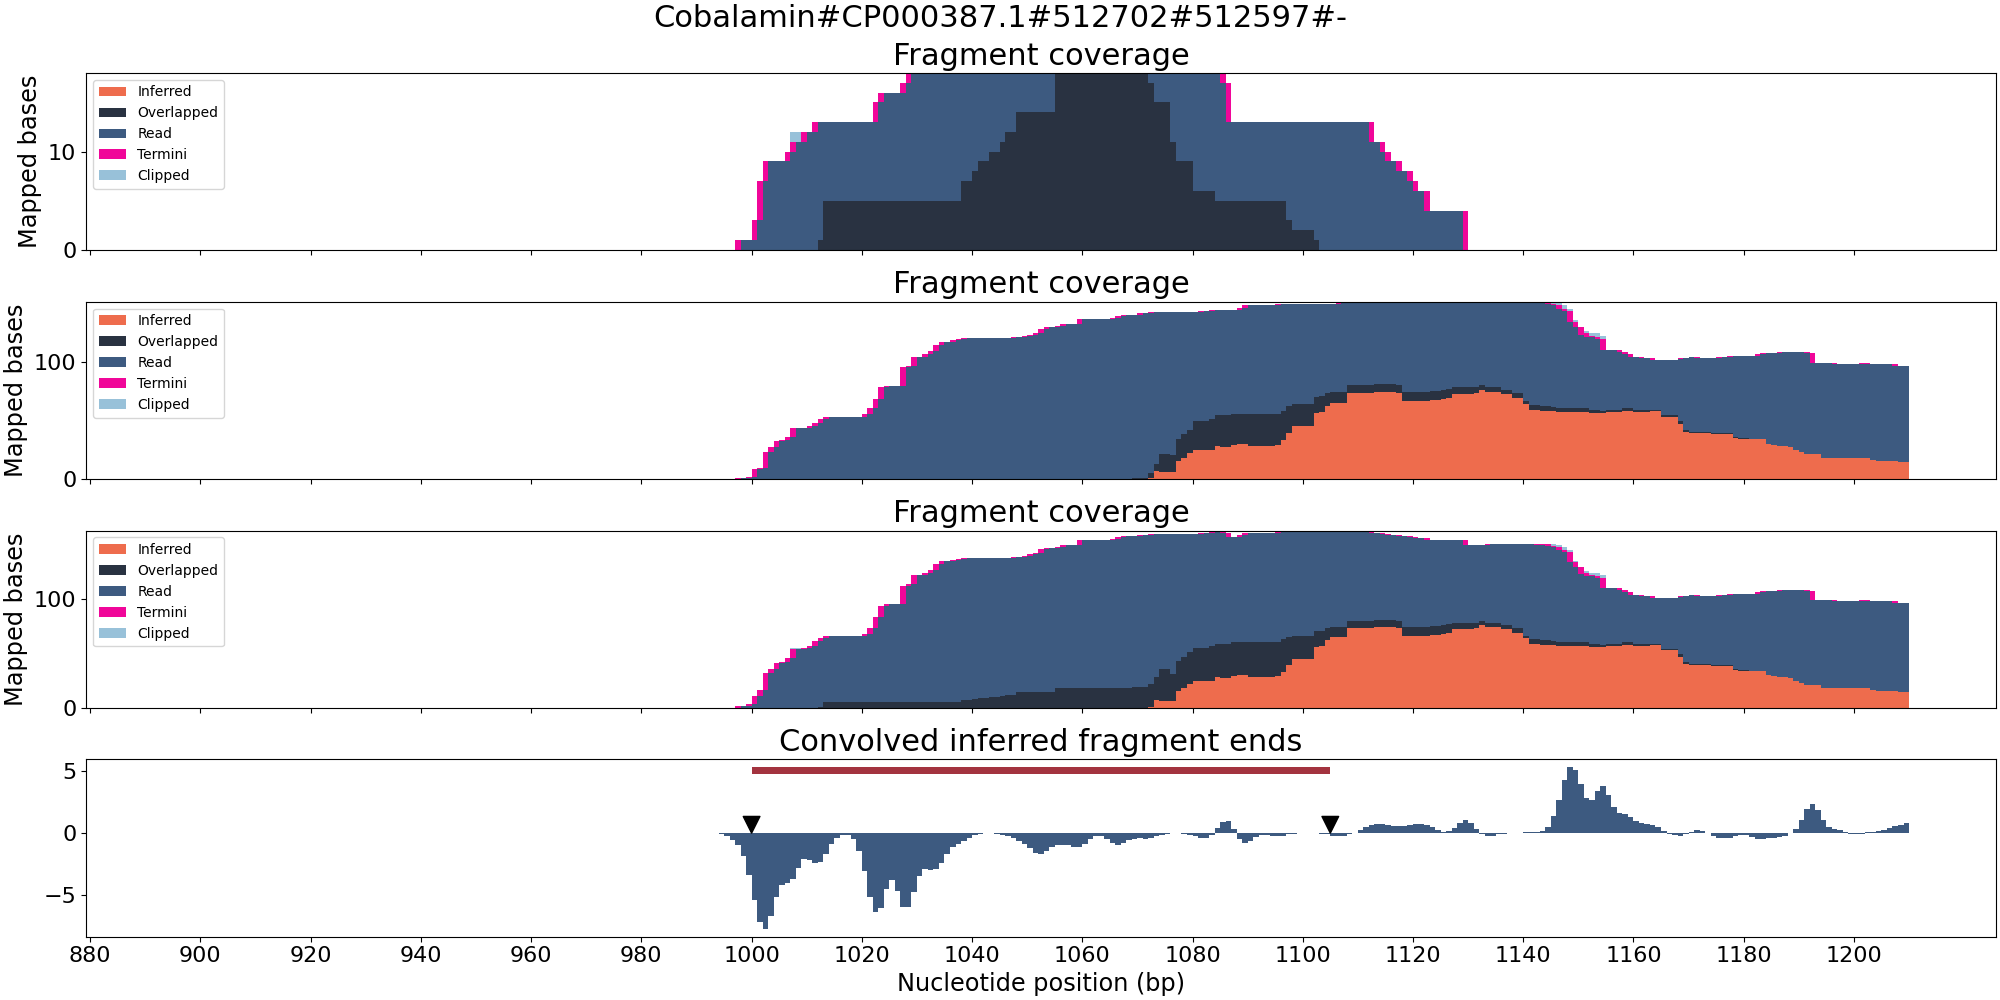 Cobalamin#CP000387.1#512702#512597#-
Fragment coverage
Mapped bases
10
0
Inferred
Overlapped
Read
Termini
Clipped
Fragment coverage
Mapped bases
100
0
Inferred
Overlapped
Read
Termini
Clipped
Fragment coverage
Mapped bases
100
0
Inferred
Overlapped
Read
Termini
Clipped
Convolved inferred fragment ends
5
0
−5
880 900 920 940 960 980 1000 1020 1040 1060 1080 1100 1120 1140 1160 1180 1200
Nucleotide position (bp)